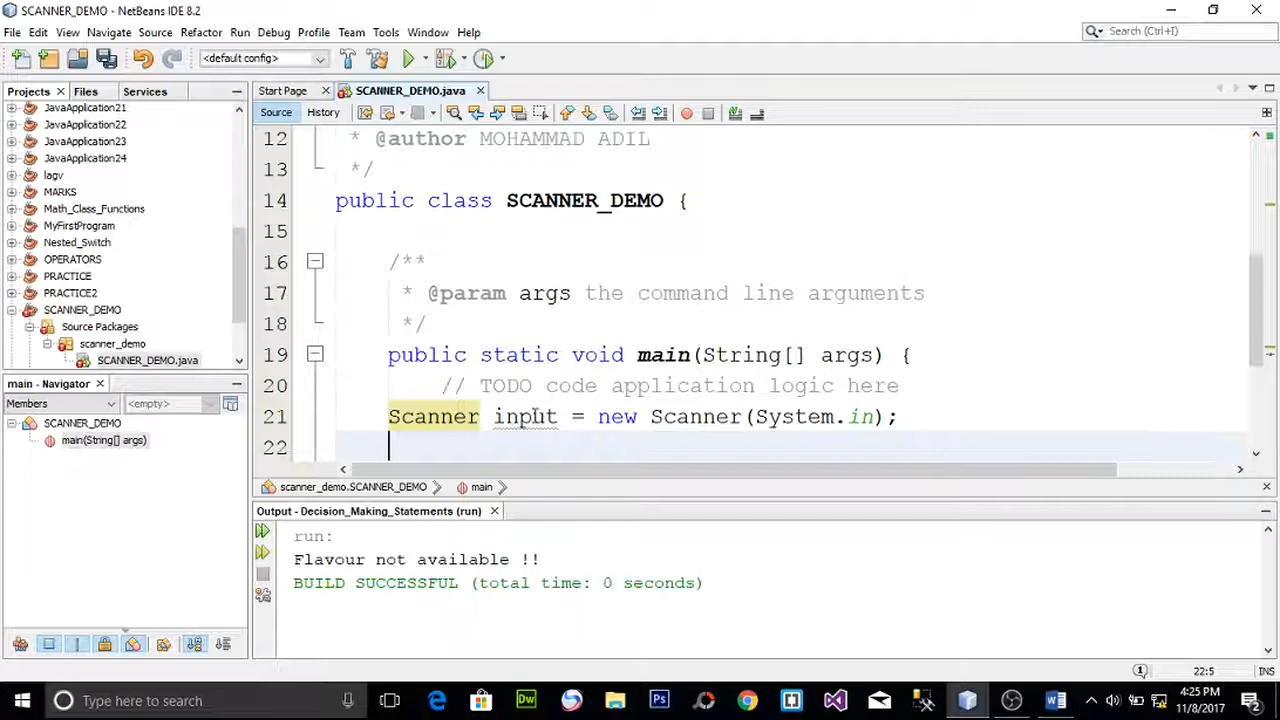 SCANNER_DEMO - NetBeans IDE 8.2
File Edit View Navigate Source Refactor Run Debug Profile Team Tools Window Help
Search (Ctrl+I)
<default config>
Projects Files Services
Start Page SCANNER_DEMO.java
Source History
JavaApplication21
JavaApplication22
JavaApplication23
JavaApplication24
lagv
MARKS
Math_Class_Functions
MyFirstProgram
Nested_Switch
OPERATORS
PRACTICE
PRACTICE2
SCANNER_DEMO
Source Packages
scanner_demo
SCANNER_DEMO.java
12 * @author MOHAMMAD ADIL
13 */
14 public class SCANNER_DEMO {
15
16 /**
17 * @param args the command line arguments
18 */
19 public static void main(String[] args) {
20 // TODO code application logic here
21 Scanner input = new Scanner(System.in);
22
main - Navigator
Members <empty>
SCANNER_DEMO
main(String[] args)
scanner_demo.SCANNER_DEMO main
Output - Decision_Making_Statements (run)
run:
Flavour not available !!
BUILD SUCCESSFUL (total time: 0 seconds)
1 22:5 INS
Type here to search
Dw Ps
4:25 PM
11/8/2017
2